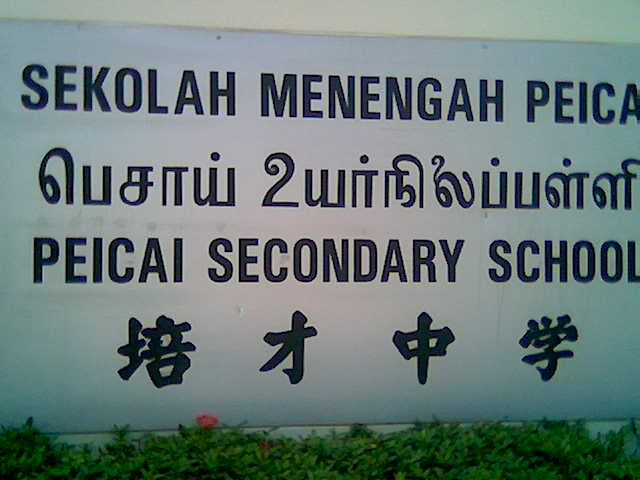 SEKOLAH MENENGAH PEICA
பெசாய் உயர்நிலைப்பள்ளி
PEICAI SECONDARY SCHOOL
培才中学